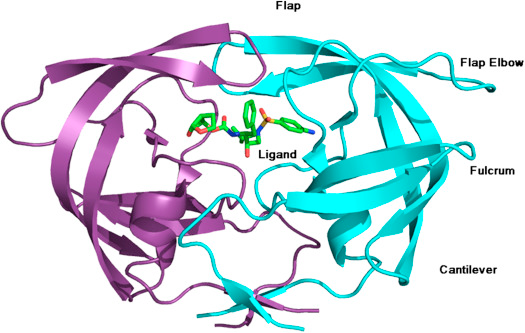 Flap
Flap Elbow
Ligand
Fulcrum
Cantilever